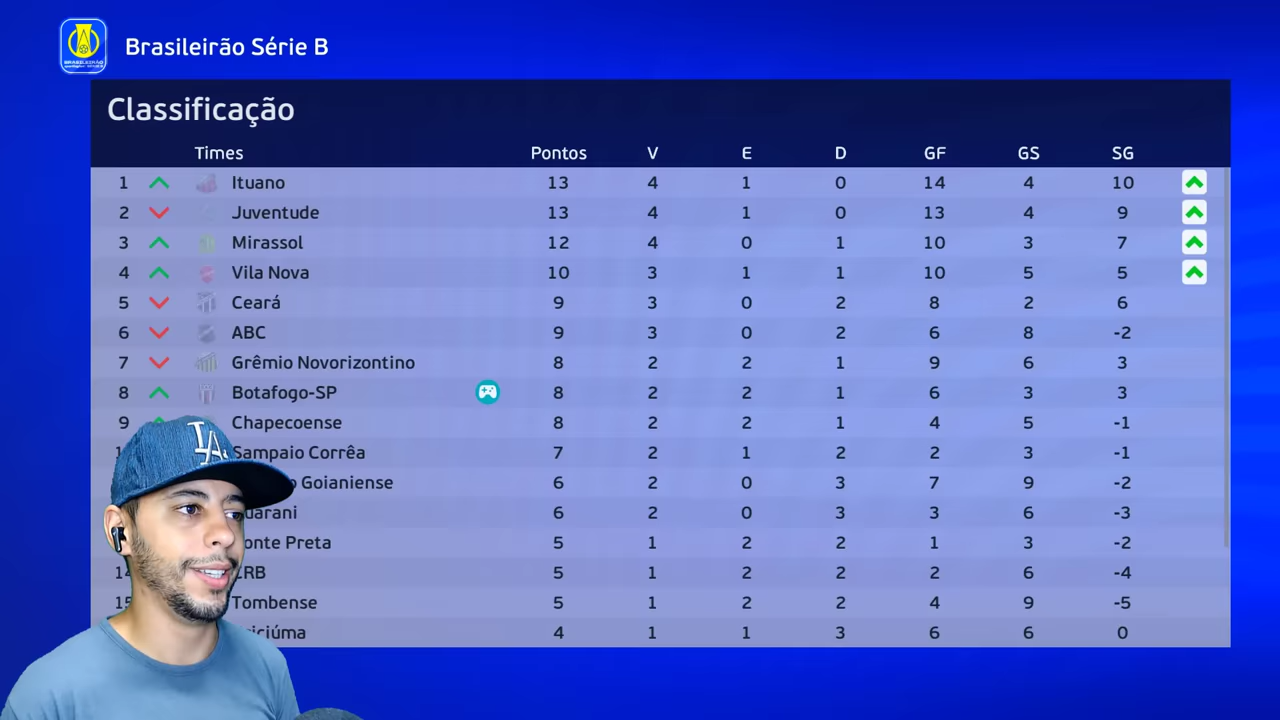 Brasileirão Série B
Classificação
Times Pontos V E D GF GS SG
1 Ituano 13 4 1 0 14 4 10
2 Juventude 13 4 1 0 13 4 9
3 Mirassol 12 4 0 1 10 3 7
4 Vila Nova 10 3 1 1 10 5 5
5 Ceará 9 3 0 2 8 2 6
6 ABC 9 3 0 2 6 8 -2
7 Grêmio Novorizontino 8 2 2 1 9 6 3
8 Botafogo-SP 8 2 2 1 6 3 3
9 Chapecoense 8 2 2 1 4 5 -1
Sampaio Corrêa 7 2 1 2 2 3 -1
Goianiense 6 2 0 3 7 9 -2
6 2 0 3 3 6 -3
Preta 5 1 2 2 1 3 -2
5 1 2 2 2 6 -4
Tombense 5 1 2 2 4 9 -5
4 1 1 3 6 6 0
LA